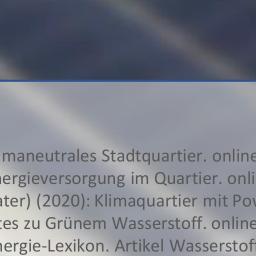 maneutrales Stadtquartier. online
nergieversorgung im Quartier. onli
ater) (2020): Klimaquartier mit Pov
tes zu Grünem Wasserstoff. online
nergie-Lexikon. Artikel Wasserstof